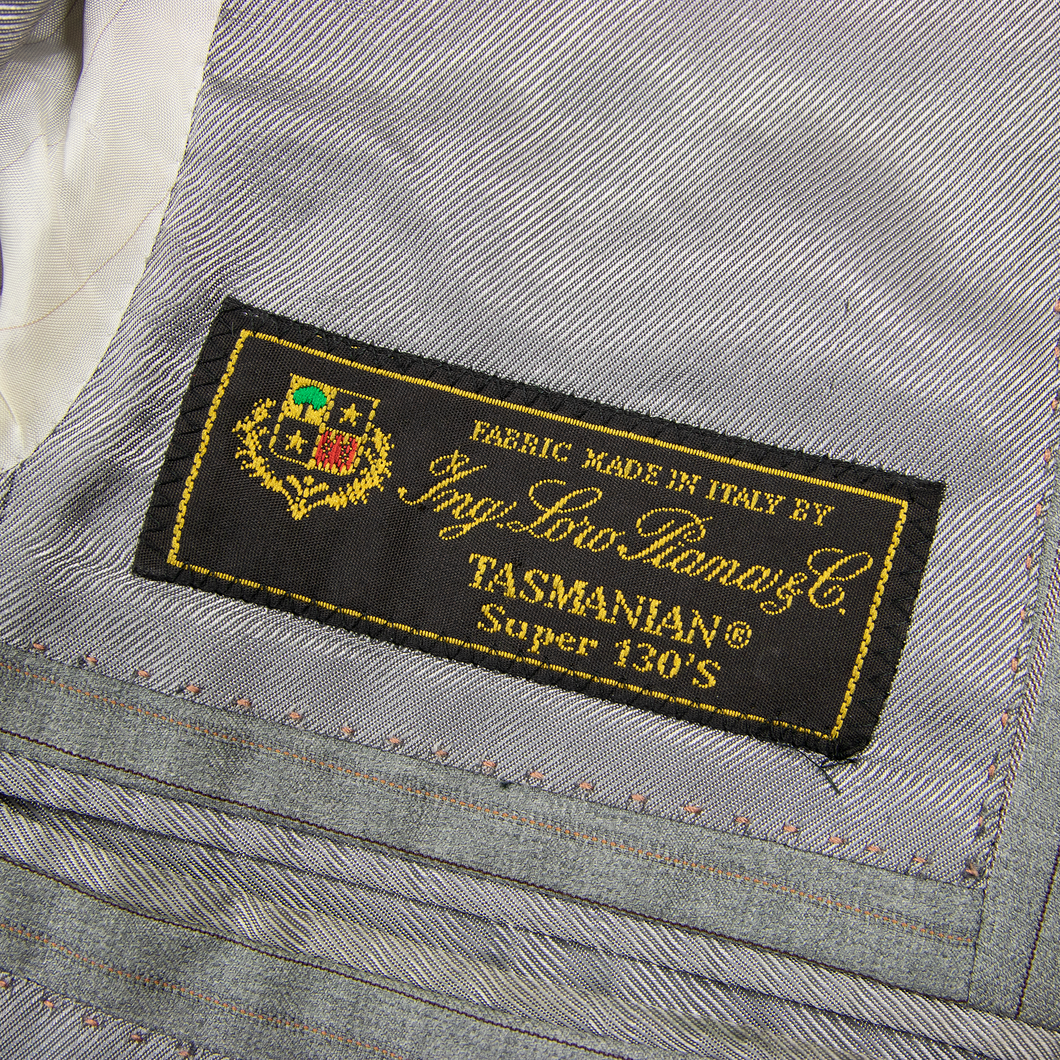 FABRIC MADE IN ITALY BY
Ing. Loro Piana & C.
TASMANIAN®
Super 130'S